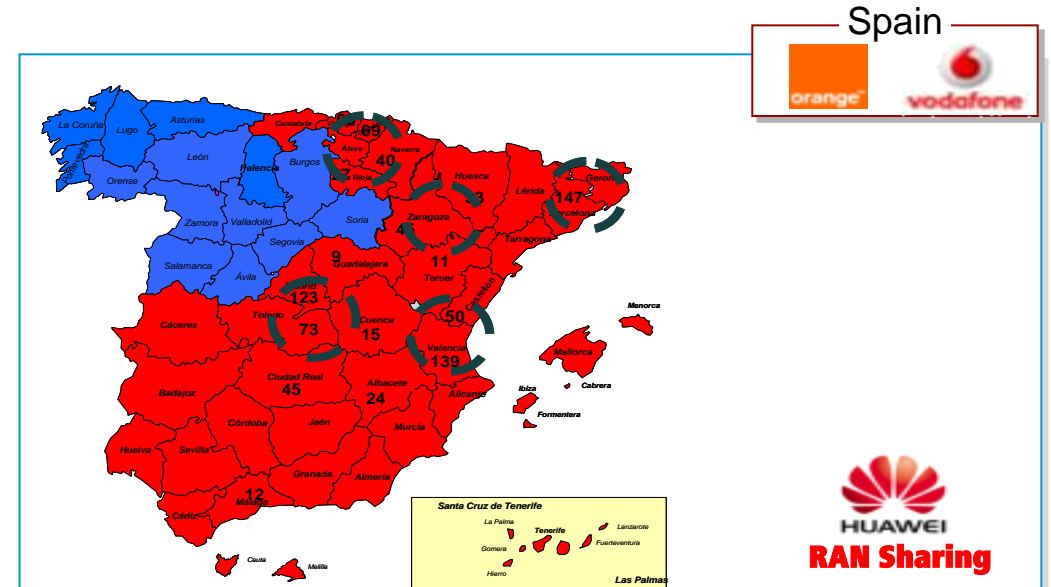 Spain
orange™
vodafone
La Coruña
Lugo
Asturias
Cantabria
69
Pontevedra
Orense
León
Palencia
Burgos
Álava
Navarra
40
La Rioja
Huesca
33
Lérida
Gerona
147
Barcelona
Zamora
Valladolid
Soria
Zaragoza
Tarragona
Segovia
Salamanca
Ávila
9
Guadalajara
11
Teruel
Castellón
Madrid
123
Toledo
73
Cuenca
15
50
Valencia
139
Menorca
Mallorca
Cabrera
Ibiza
Formentera
Cáceres
Ciudad Real
45
Albacete
24
Alicante
Badajoz
Córdoba
Jaén
Murcia
Huelva
Sevilla
Granada
Almería
12
Málaga
Cádiz
Ceuta
Melilla
Santa Cruz de Tenerife
La Palma
Tenerife
Lanzarote
Gomera
Fuerteventura
Hierro
Las Palmas
HUAWEI
RAN Sharing